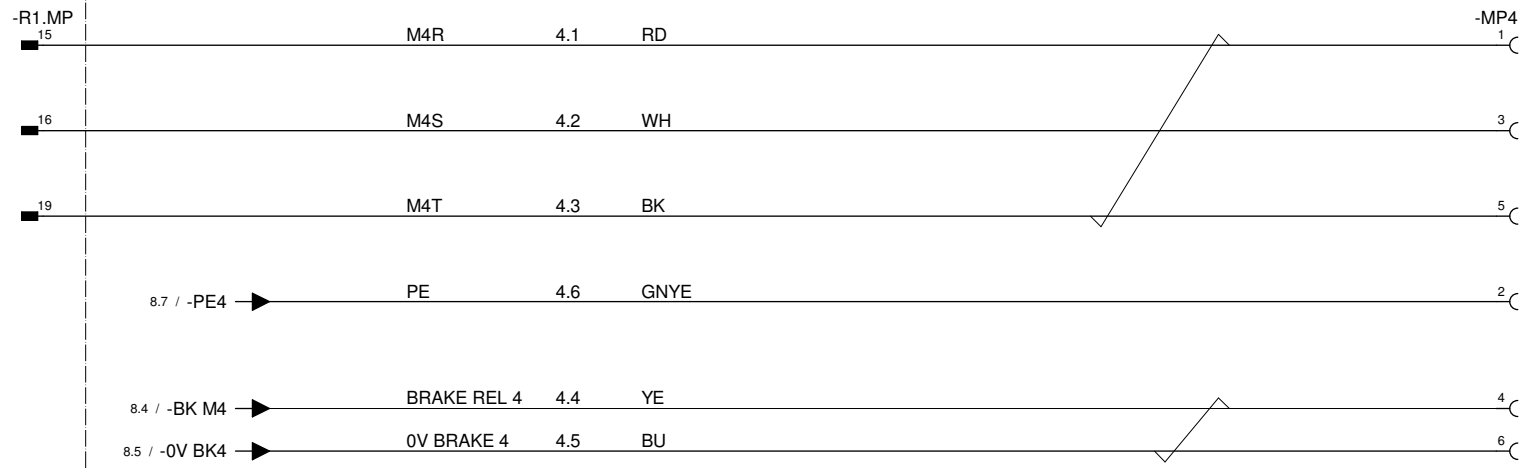 -R1.MP -MP4
15 M4R 4.1 RD 1
16 M4S 4.2 WH 3
19 M4T 4.3 BK 5
8.7 / -PE4 PE 4.6 GNYE 2
8.4 / -BK M4 BRAKE REL 4 4.4 YE 4
8.5 / -0V BK4 0V BRAKE 4 4.5 BU 6